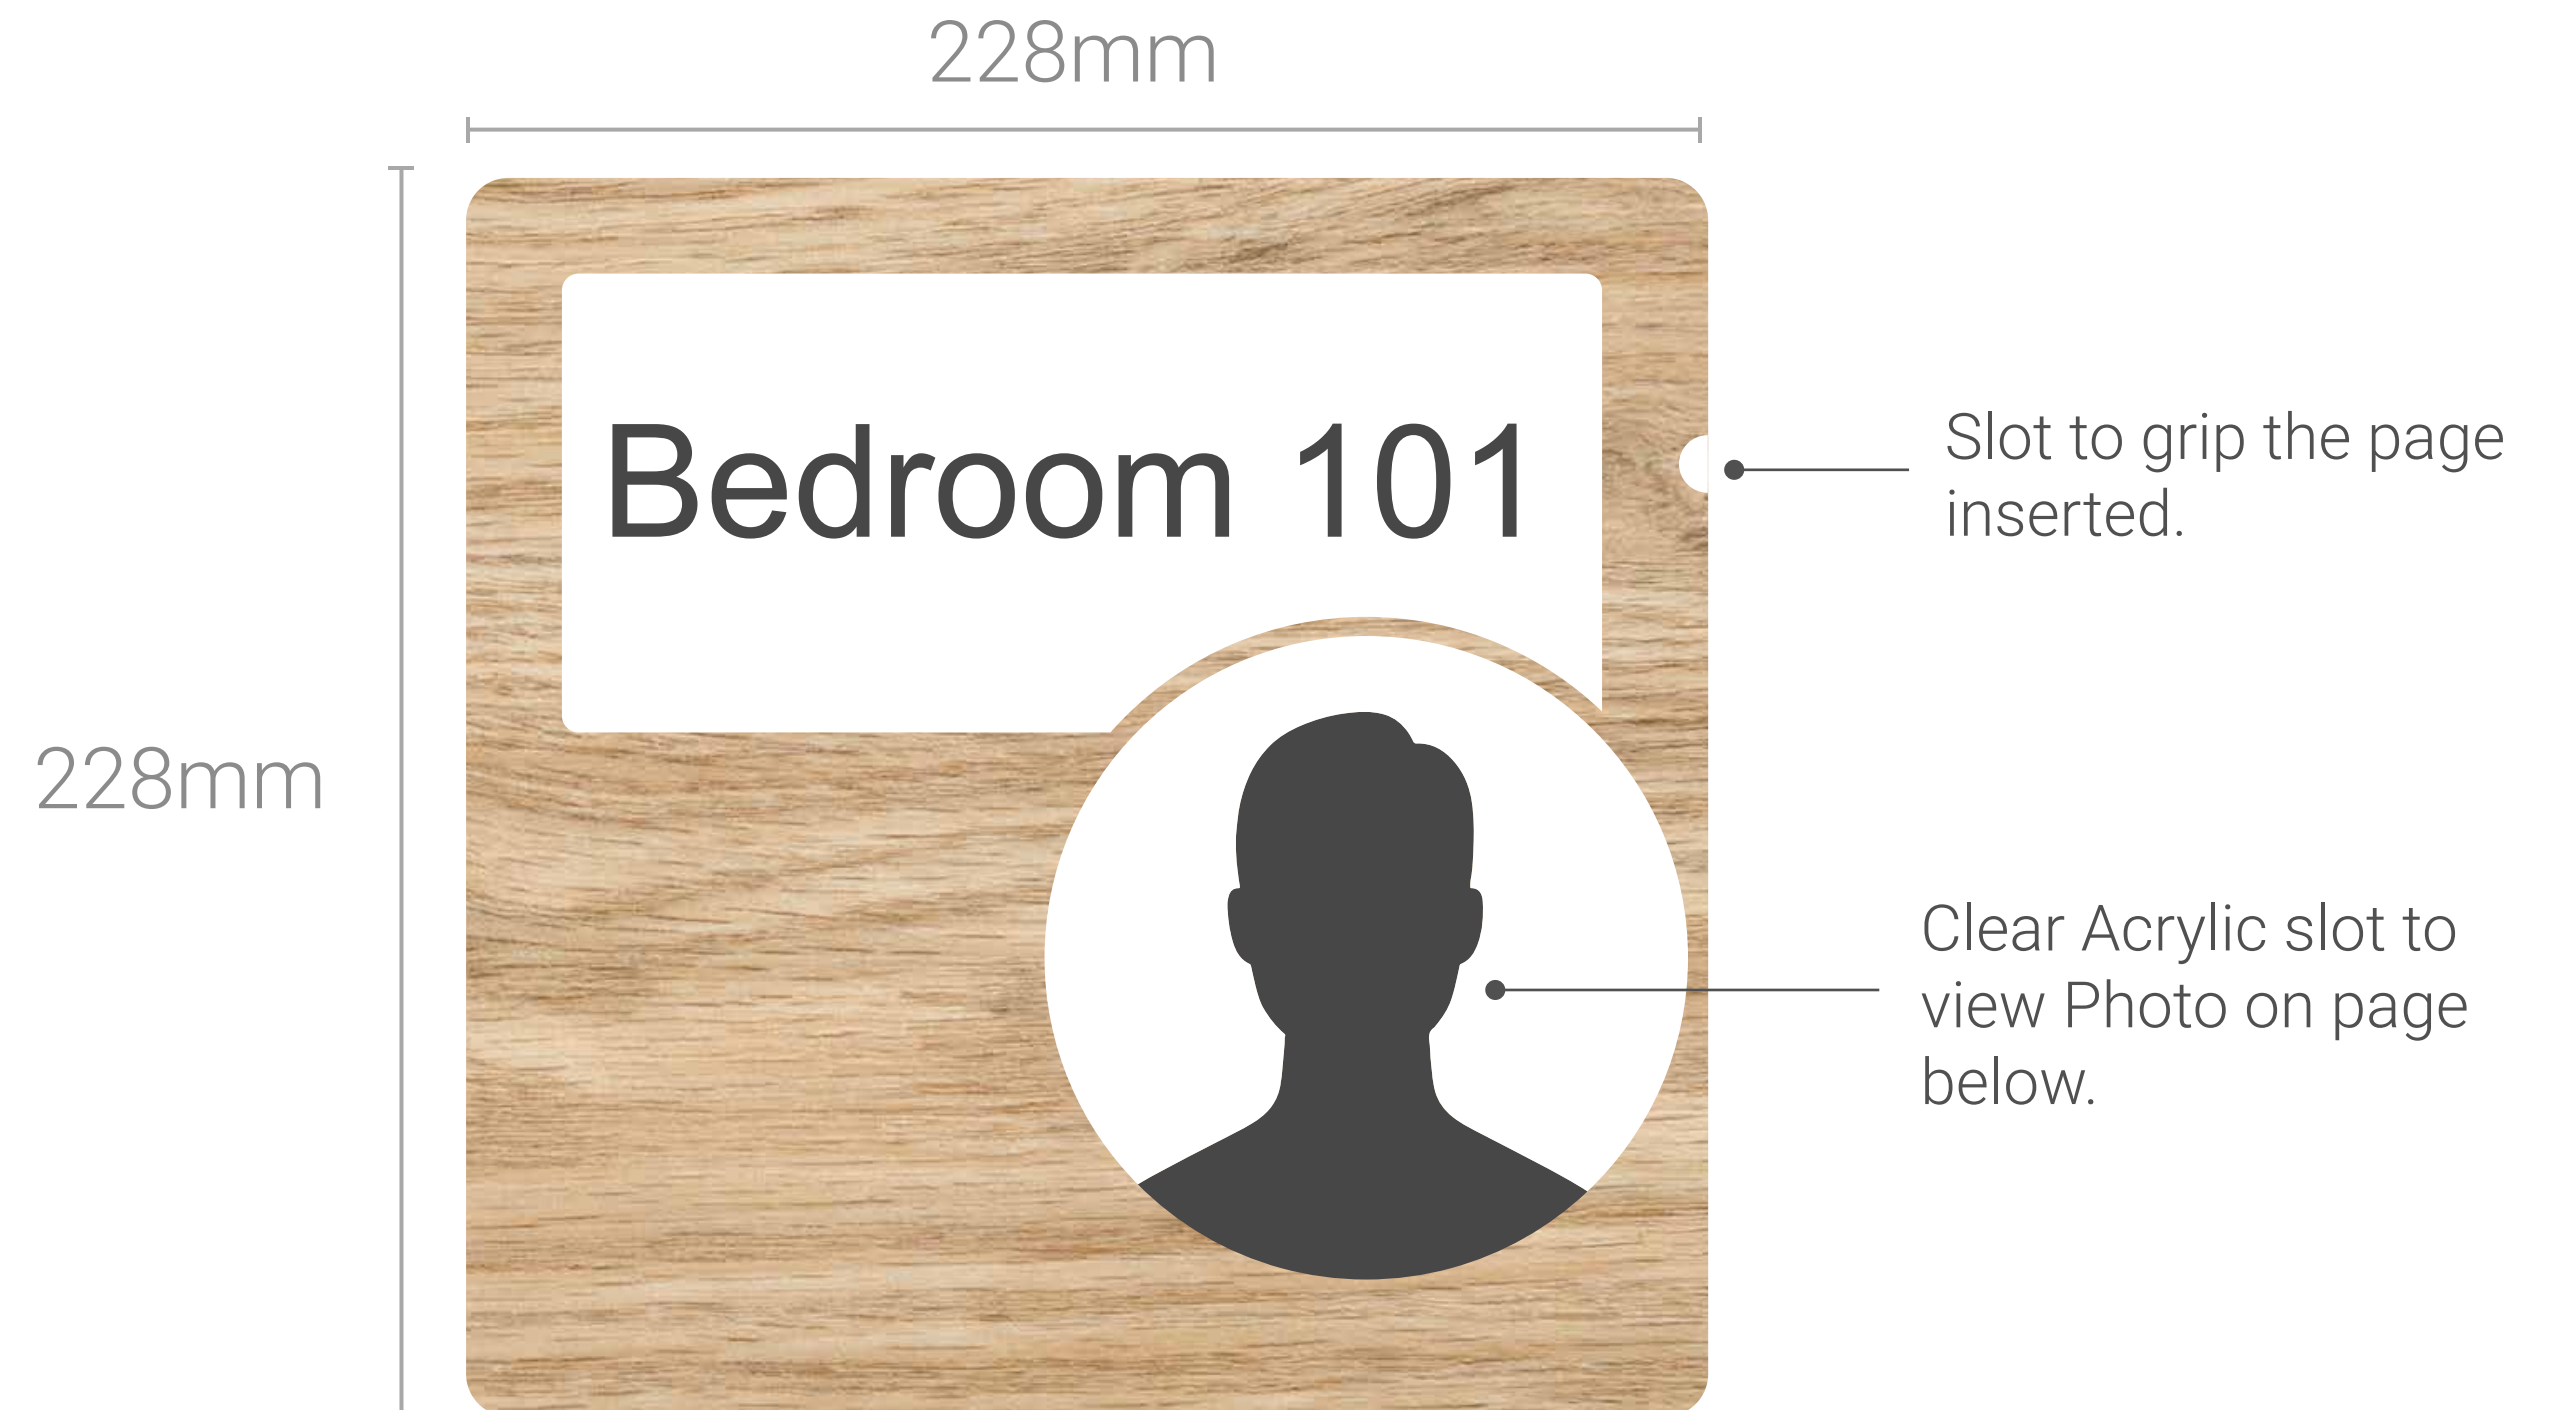 228mm
228mm
Bedroom 101
Slot to grip the page
inserted.
Clear Acrylic slot to
view Photo on page
below.